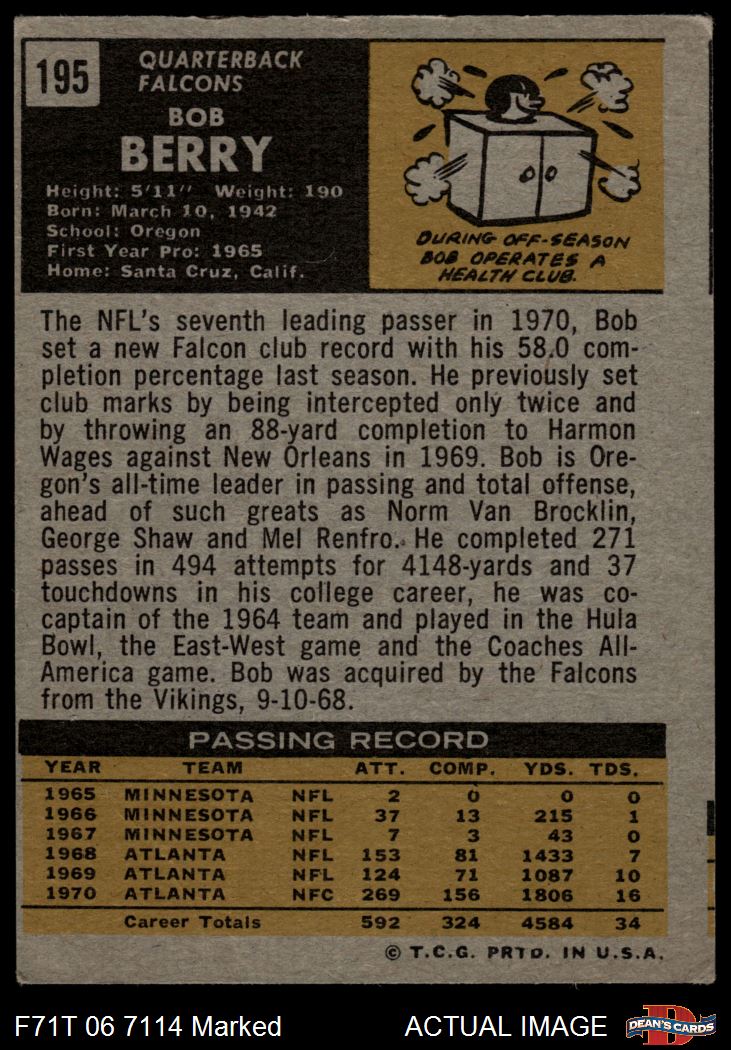 195
QUARTERBACK
FALCONS
BOB
BERRY
Height: 5'11" Weight: 190
Born: March 10, 1942
School: Oregon
First Year Pro: 1965
Home: Santa Cruz, Calif.
DURING OFF-SEASON
BOB OPERATES A
HEALTH CLUB.
The NFL's seventh leading passer in 1970, Bob
set a new Falcon club record with his 58.0 com-
pletion percentage last season. He previously set
club marks by being intercepted only twice and
by throwing an 88-yard completion to Harmon
Wages against New Orleans in 1969. Bob is Ore-
gon's all-time leader in passing and total offense,
ahead of such greats as Norm Van Brocklin,
George Shaw and Mel Renfro. He completed 271
passes in 494 attempts for 4148-yards and 37
touchdowns in his college career, he was co-
captain of the 1964 team and played in the Hula
Bowl, the East-West game and the Coaches All-
America game. Bob was acquired by the Falcons
from the Vikings, 9-10-68.
PASSING RECORD
YEAR TEAM ATT. COMP. YDS. TDS.
1965 MINNESOTA NFL 2 0 0 0
1966 MINNESOTA NFL 37 13 215 1
1967 MINNESOTA NFL 7 3 43 0
1968 ATLANTA NFL 153 81 1433 7
1969 ATLANTA NFL 124 71 1087 10
1970 ATLANTA NFC 269 156 1806 16
Career Totals 592 324 4584 34
© T.C.G. PRTD. IN U.S.A.
F71T 06 7114 Marked ACTUAL IMAGE DEAN'S CARDS